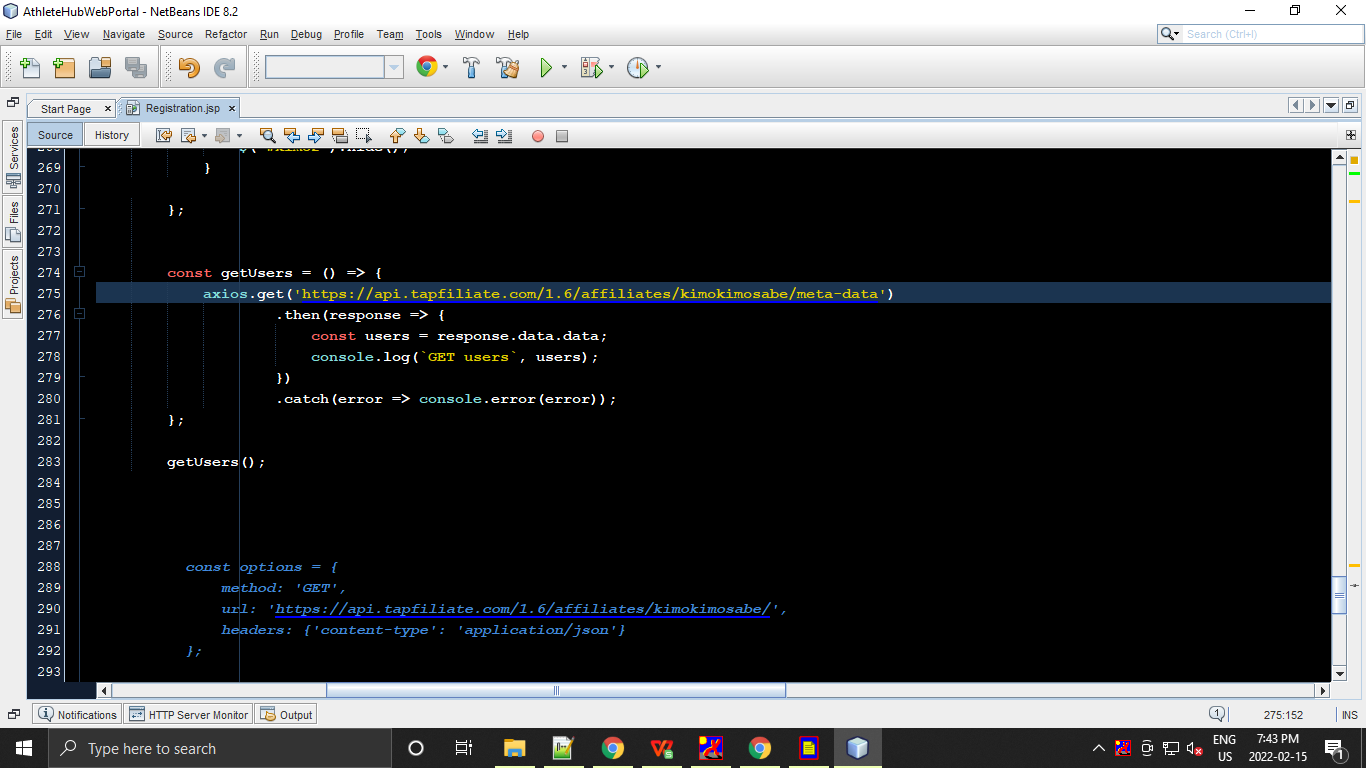 AthleteHubWebPortal - NetBeans IDE 8.2
File Edit View Navigate Source Refactor Run Debug Profile Team Tools Window Help
Search (Ctrl+I)
Start Page
Registration.jsp
Source History
Services
Files
Projects
269 }
270
271 };
272
273
274 const getUsers = () => {
275 axios.get('https://api.tapfiliate.com/1.6/affiliates/kimokimosabe/meta-data')
276 .then(response => {
277 const users = response.data.data;
278 console.log(`GET users`, users);
279 })
280 .catch(error => console.error(error));
281 };
282
283 getUsers();
284
285
286
287
288 const options = {
289 method: 'GET',
290 url: 'https://api.tapfiliate.com/1.6/affiliates/kimokimosabe/',
291 headers: {'content-type': 'application/json'}
292 };
293
Notifications HTTP Server Monitor Output
1 275:152 INS
Type here to search
ENG
US
7:43 PM
2022-02-15
1